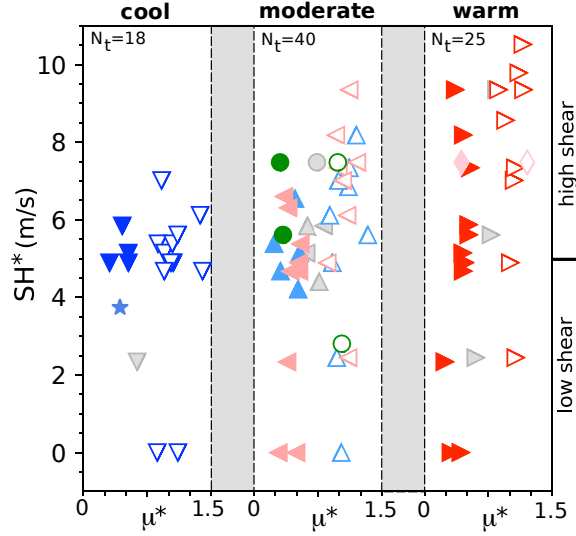 cool moderate warm
N_t=18 N_t=40 N_t=25
10
8
6
4
2
0
SH* (m/s)
high shear
low shear
0 1.5 0 1.5 0 1.5
μ* μ* μ*